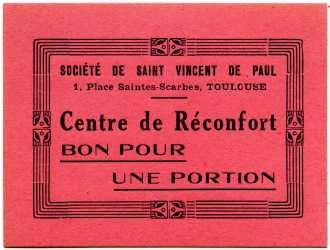 SOCIÉTÉ DE SAINT VINCENT DE PAUL
1, Place Saintes-Scarbes, TOULOUSE
Centre de Réconfort
BON POUR
UNE PORTION